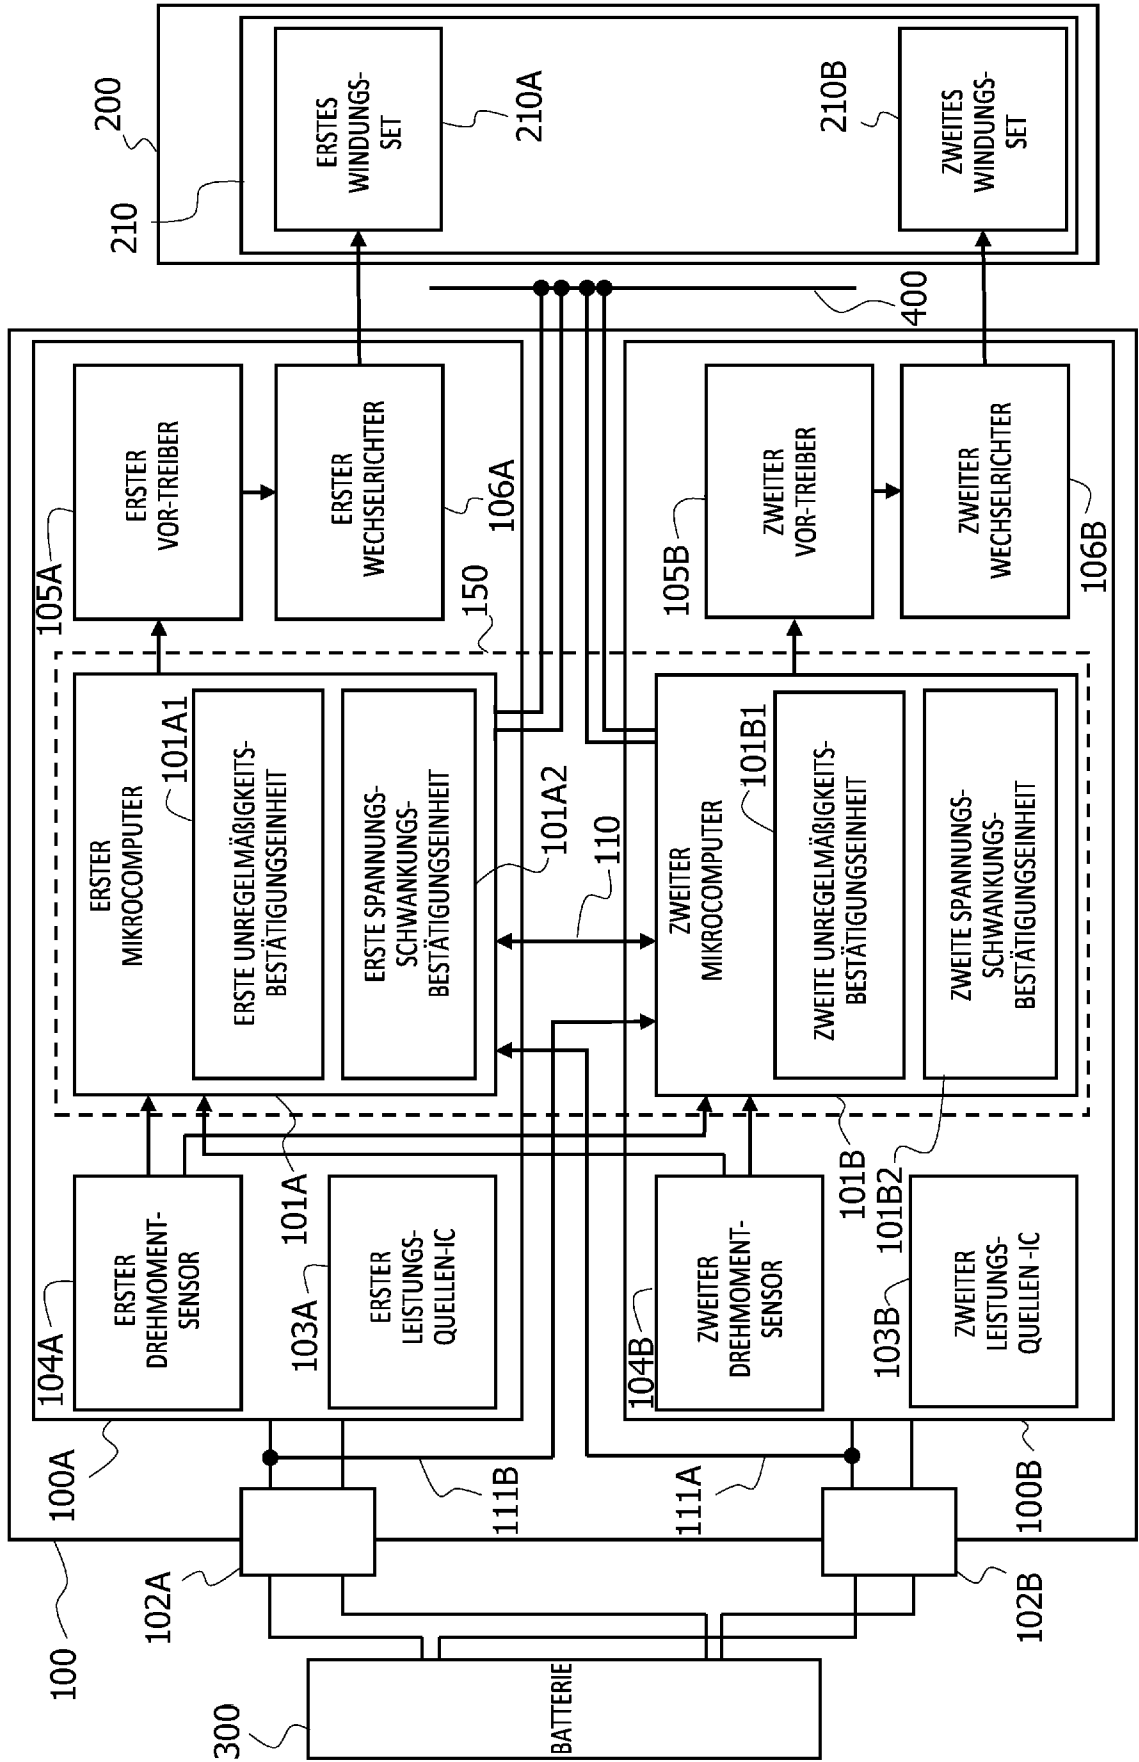 300
BATTERIE
100
102A
102B
100A
111B
111A
100B
104A
ERSTER
DREHMOMENT-
SENSOR
103A
ERSTER
LEISTUNGS-
QUELLEN-IC
104B
ZWEITER
DREHMOMENT-
SENSOR
103B
ZWEITER
LEISTUNGS-
QUELLEN -IC
101A
101B
101B2
ERSTER
MIKROCOMPUTER
101A1
ERSTE UNREGELMÄßIGKEITS-
BESTÄTIGUNGSEINHEIT
ERSTE SPANNUNGS-
SCHWANKUNGS-
BESTÄTIGUNGSEINHEIT
101A2
110
ZWEITER
MIKROCOMPUTER
101B1
ZWEITE UNREGELMÄßIGKEITS-
BESTÄTIGUNGSEINHEIT
ZWEITE SPANNUNGS-
SCHWANKUNGS-
BESTÄTIGUNGSEINHEIT
150
105A
ERSTER
VOR-TREIBER
ERSTER
WECHSELRICHTER
106A
105B
ZWEITER
VOR-TREIBER
ZWEITER
WECHSELRICHTER
106B
400
200
210
ERSTES
WINDUNGS-
SET
210A
210B
ZWEITES
WINDUNGS-
SET